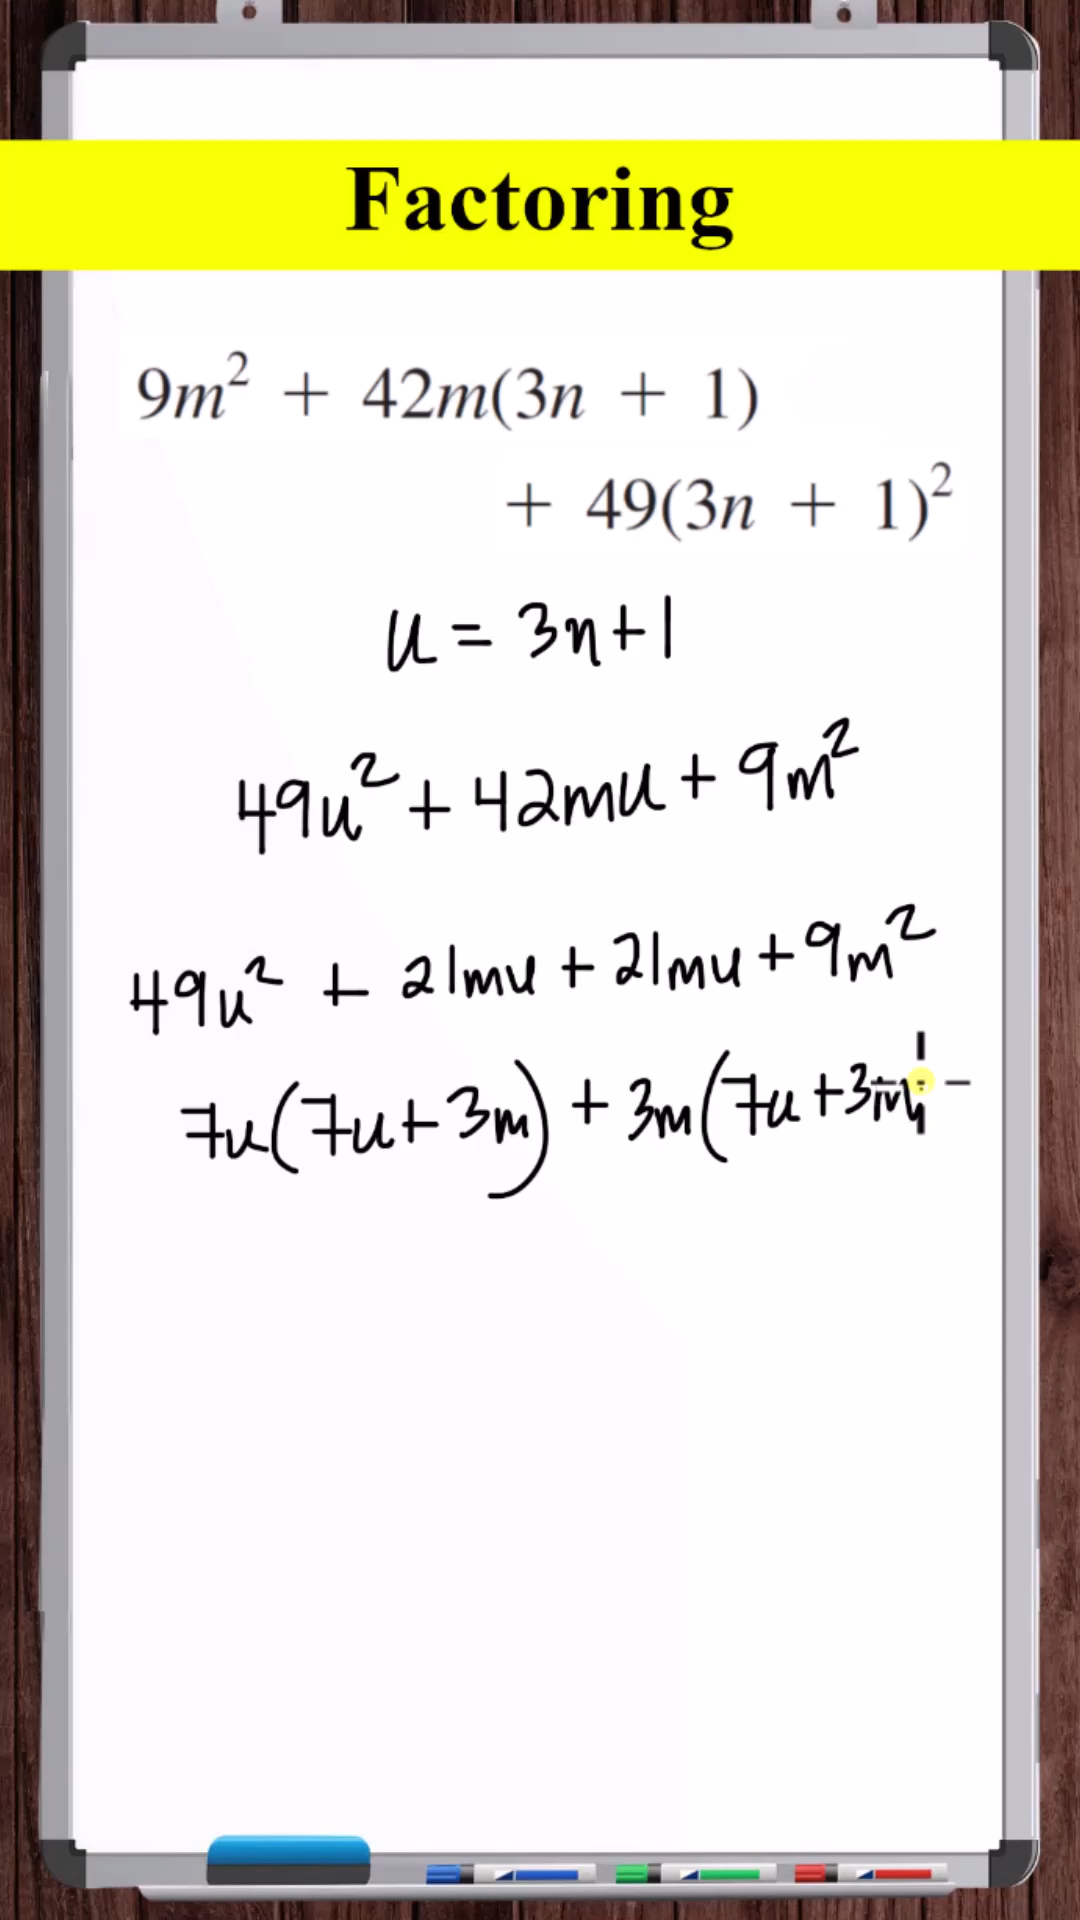 Factoring
9m² + 42m(3n + 1)
+ 49(3n + 1)²
u = 3n+1
49u² + 42mu + 9m²
49u² + 21mu + 21mu + 9m²
7u(7u+3m) + 3m(7u+3m